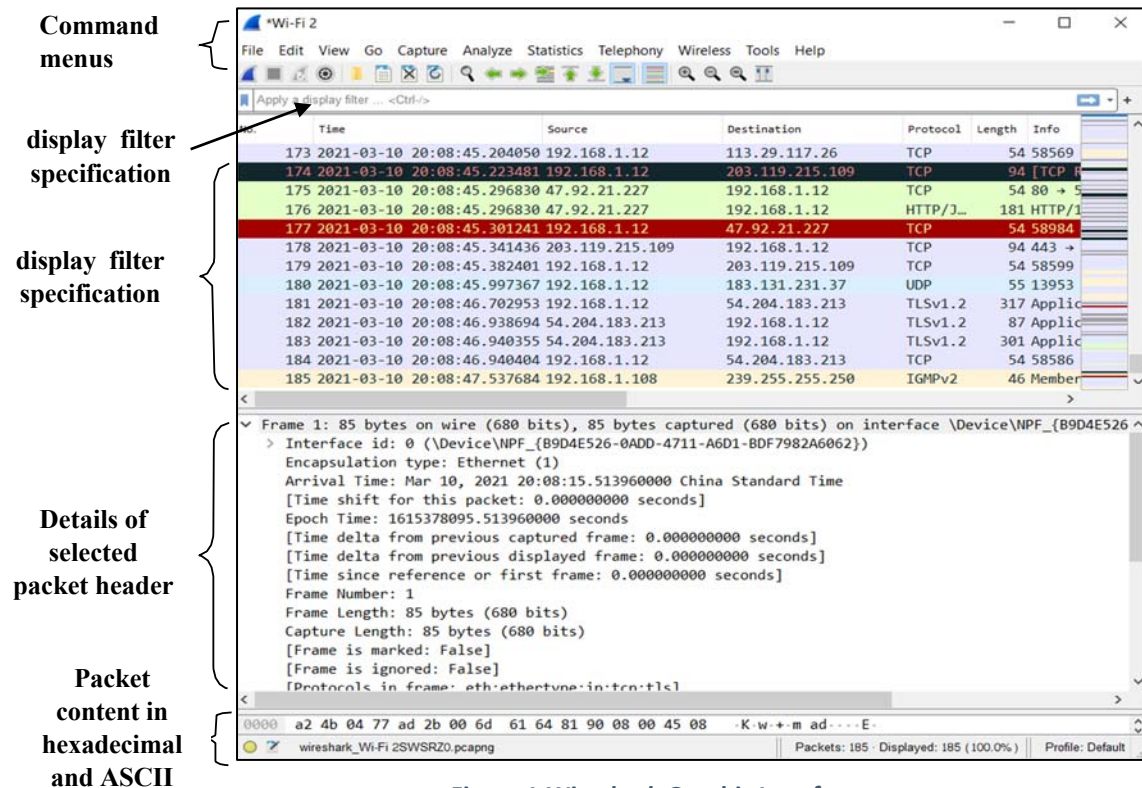 Command
menus
display filter
specification
display filter
specification
Details of
selected
packet header
Packet
content in
hexadecimal
and ASCII
*Wi-Fi 2
File Edit View Go Capture Analyze Statistics Telephony Wireless Tools Help
Apply a display filter ... <Ctrl-/>
No. Time Source Destination Protocol Length Info
173 2021-03-10 20:08:45.204050 192.168.1.12 113.29.117.26 TCP 54 58569
174 2021-03-10 20:08:45.223481 192.168.1.12 203.119.215.109 TCP 94 [TCP R
175 2021-03-10 20:08:45.296830 47.92.21.227 192.168.1.12 TCP 54 80 → 5
176 2021-03-10 20:08:45.296830 47.92.21.227 192.168.1.12 HTTP/J… 181 HTTP/1
177 2021-03-10 20:08:45.301241 192.168.1.12 47.92.21.227 TCP 54 58984
178 2021-03-10 20:08:45.341436 203.119.215.109 192.168.1.12 TCP 94 443 →
179 2021-03-10 20:08:45.382401 192.168.1.12 203.119.215.109 TCP 54 58599
180 2021-03-10 20:08:45.997367 192.168.1.12 183.131.231.37 UDP 55 13953
181 2021-03-10 20:08:46.702953 192.168.1.12 54.204.183.213 TLSv1.2 317 Applic
182 2021-03-10 20:08:46.938694 54.204.183.213 192.168.1.12 TLSv1.2 87 Applic
183 2021-03-10 20:08:46.940355 54.204.183.213 192.168.1.12 TLSv1.2 301 Applic
184 2021-03-10 20:08:46.940404 192.168.1.12 54.204.183.213 TCP 54 58586
185 2021-03-10 20:08:47.537684 192.168.1.108 239.255.255.250 IGMPv2 46 Member
Frame 1: 85 bytes on wire (680 bits), 85 bytes captured (680 bits) on interface \Device\NPF_{B9D4E526
Interface id: 0 (\Device\NPF_{B9D4E526-0ADD-4711-A6D1-BDF7982A6062})
Encapsulation type: Ethernet (1)
Arrival Time: Mar 10, 2021 20:08:15.513960000 China Standard Time
[Time shift for this packet: 0.000000000 seconds]
Epoch Time: 1615378095.513960000 seconds
[Time delta from previous captured frame: 0.000000000 seconds]
[Time delta from previous displayed frame: 0.000000000 seconds]
[Time since reference or first frame: 0.000000000 seconds]
Frame Number: 1
Frame Length: 85 bytes (680 bits)
Capture Length: 85 bytes (680 bits)
[Frame is marked: False]
[Frame is ignored: False]
[Protocols in frame: eth:ethertype:ip:tcp:tls]
0000 a2 4b 04 77 ad 2b 00 6d 61 64 81 90 08 00 45 08 ·K·w·+·m ad····E·
wireshark_Wi-Fi 2SWSRZ0.pcapng Packets: 185 · Displayed: 185 (100.0%) Profile: Default